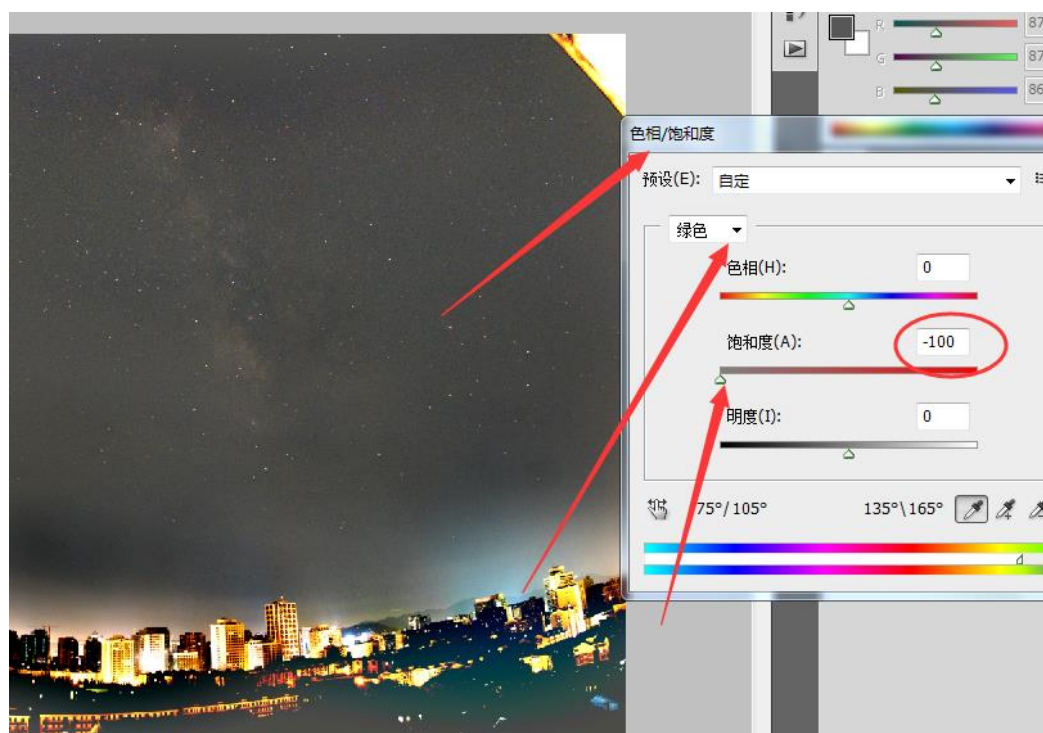 R 87
G 87
B 86
色相/饱和度
预设(E): 自定
绿色
色相(H): 0
饱和度(A): -100
明度(I): 0
75°/105° 135°\165°